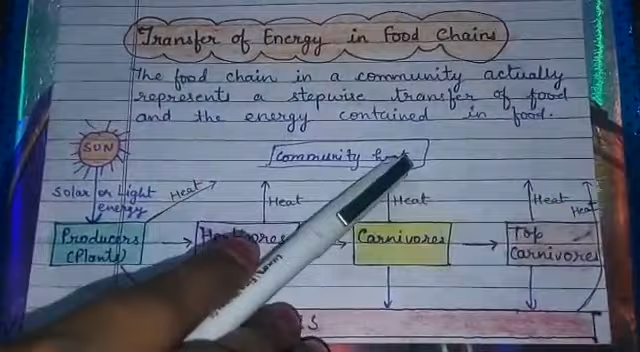 Transfer of Energy in Food Chains
The food chain in a community actually
represents a stepwise transfer of food
and the energy contained in food.
SUN
Community
Solar or Light
energy
Heat
Heat
Heat
Heat
Heat
Producers
(Plants)
Carnivores
Top
Carnivores